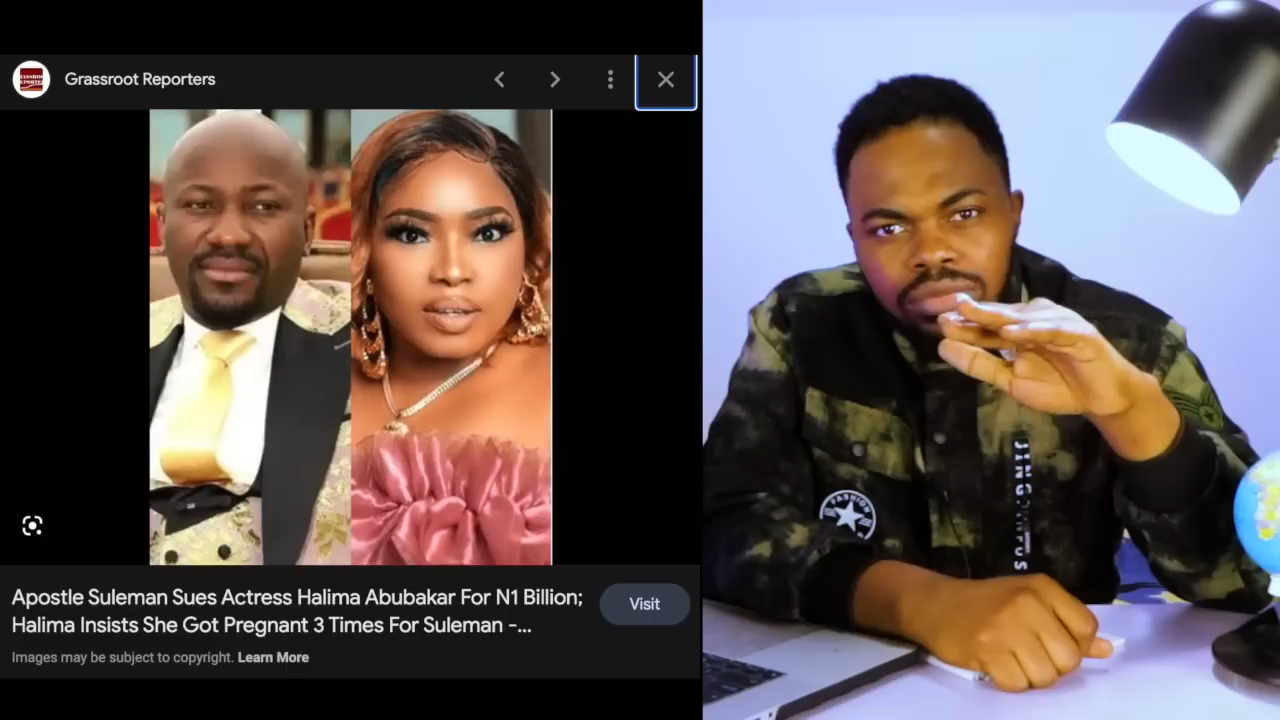 Grassroot Reporters
Apostle Suleman Sues Actress Halima Abubakar For N1 Billion;
Halima Insists She Got Pregnant 3 Times For Suleman -...
Visit
Images may be subject to copyright. Learn More
FASHION